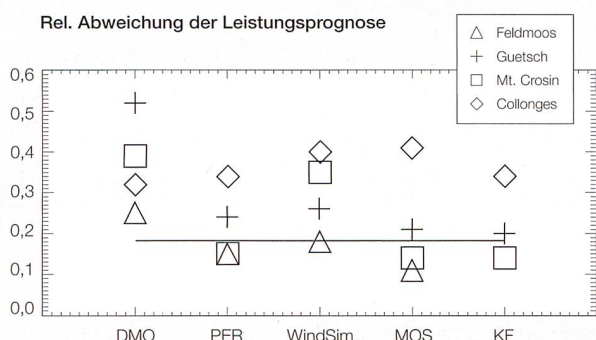 Rel. Abweichung der Leistungsprognose
Feldmoos
Guetsch
Mt. Crosin
Collonges
0,6
0,5
0,4
0,3
0,2
0,1
0,0
DMO PER WindSim MOS KF